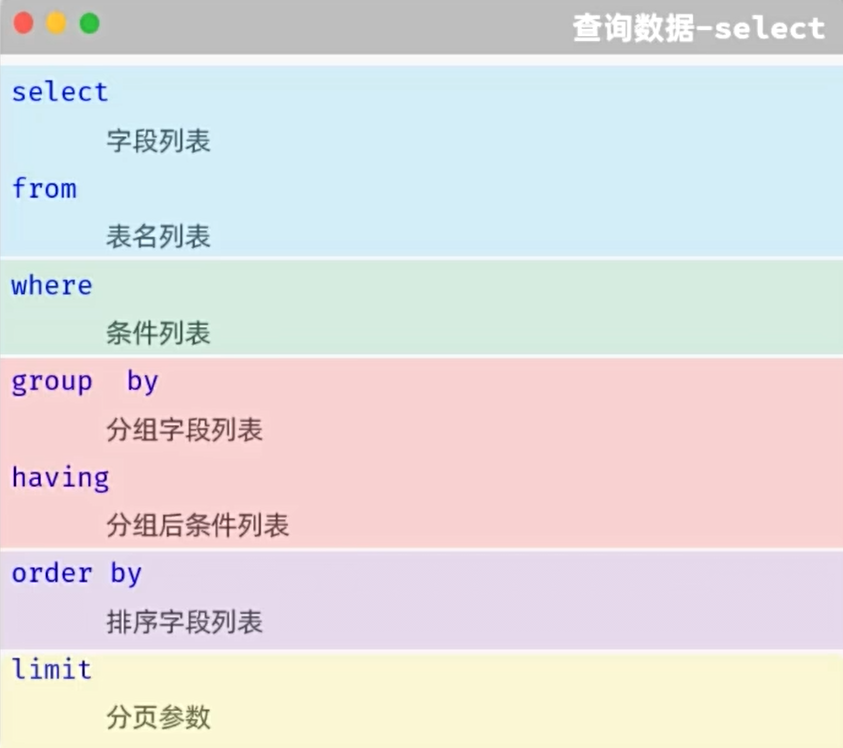 查询数据-select
select
字段列表
from
表名列表
where
条件列表
group by
分组字段列表
having
分组后条件列表
order by
排序字段列表
limit
分页参数